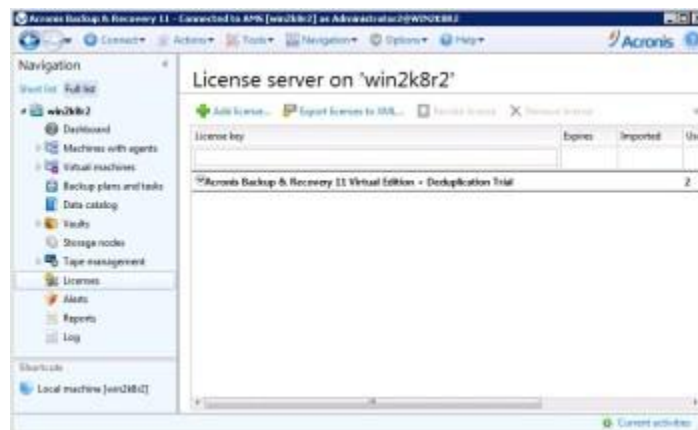 Acronis Backup & Recovery 11 - Connected to AMS [win2k8r2] as Administrator2@WIN2K8R2
Connect Actions Tools Navigation Options Help
Acronis
Navigation
Short list Full list
win2k8r2
Dashboard
Machines with agents
Virtual machines
Backup plans and tasks
Data catalog
Vaults
Storage nodes
Tape management
Licenses
Alerts
Reports
Log
Shortcuts
Local machine [win2k8r2]
License server on 'win2k8r2'
Add license... Export licenses to XML... Revoke license Remove license
License key Expires Imported Us
Acronis Backup & Recovery 11 Virtual Edition + Deduplication Trial 2
Current activities